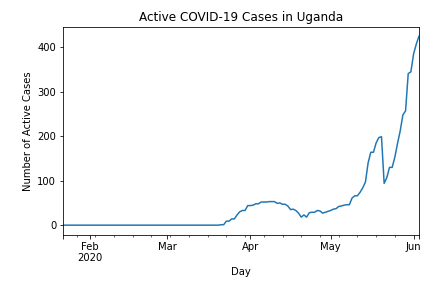 Active COVID-19 Cases in Uganda
Number of Active Cases
400
300
200
100
0
Feb
2020
Mar
Apr
May
Jun
Day